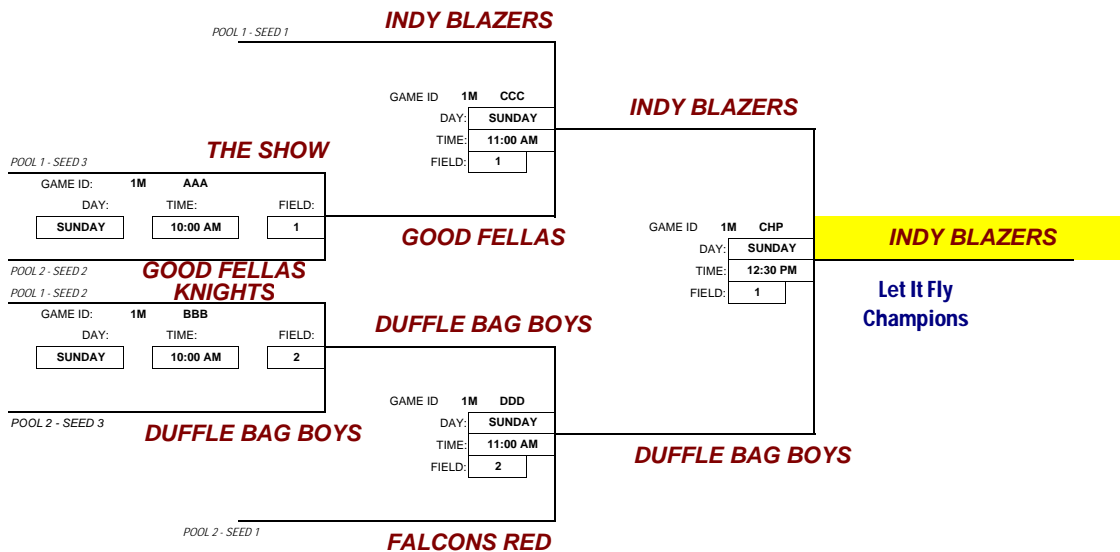 INDY BLAZERS
POOL 1 - SEED 1
GAME ID 1M CCC
DAY: SUNDAY
TIME: 11:00 AM
FIELD: 1
INDY BLAZERS
THE SHOW
POOL 1 - SEED 3
GAME ID: 1M AAA
DAY: TIME: FIELD:
SUNDAY 10:00 AM 1
GOOD FELLAS
POOL 2 - SEED 2
GOOD FELLAS
GAME ID 1M CHP
DAY: SUNDAY
TIME: 12:30 PM
FIELD: 1
INDY BLAZERS
Let It Fly
Champions
POOL 1 - SEED 2
KNIGHTS
GAME ID: 1M BBB
DAY: TIME: FIELD:
SUNDAY 10:00 AM 2
DUFFLE BAG BOYS
POOL 2 - SEED 3
DUFFLE BAG BOYS
GAME ID 1M DDD
DAY: SUNDAY
TIME: 11:00 AM
FIELD: 2
DUFFLE BAG BOYS
POOL 2 - SEED 1
FALCONS RED